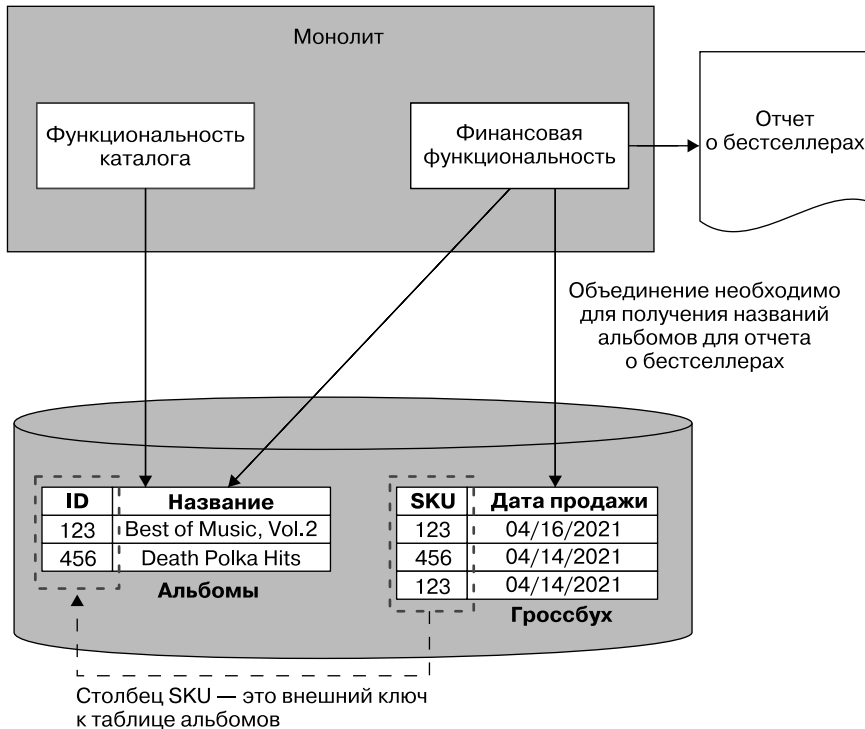 Монолит
Функциональность
каталога
Финансовая
функциональность
Отчет
о бестселлерах
Объединение необходимо
для получения названий
альбомов для отчета
о бестселлерах
ID Название
123 Best of Music, Vol.2
456 Death Polka Hits
Альбомы
SKU Дата продажи
123 04/16/2021
456 04/14/2021
123 04/14/2021
Гроссбух
Столбец SKU — это внешний ключ
к таблице альбомов